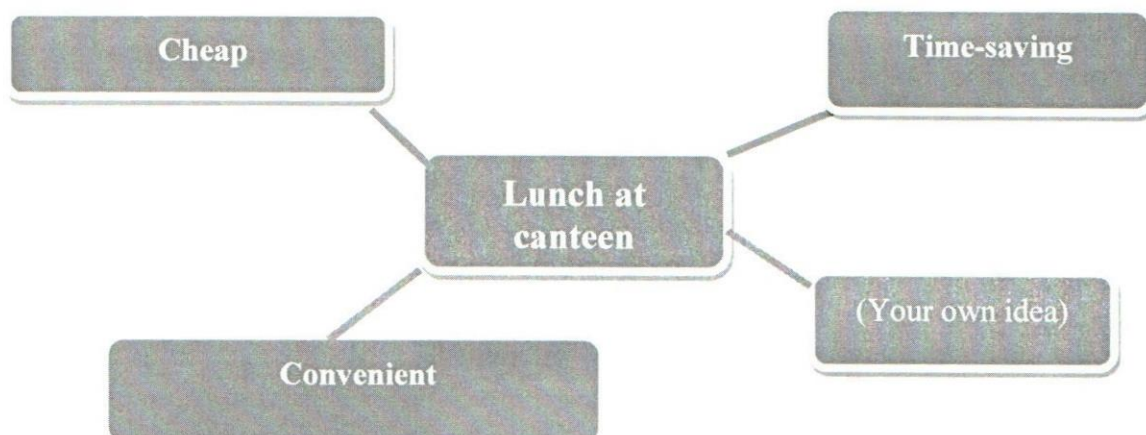 Cheap
Time-saving
Lunch at
canteen
(Your own idea)
Convenient